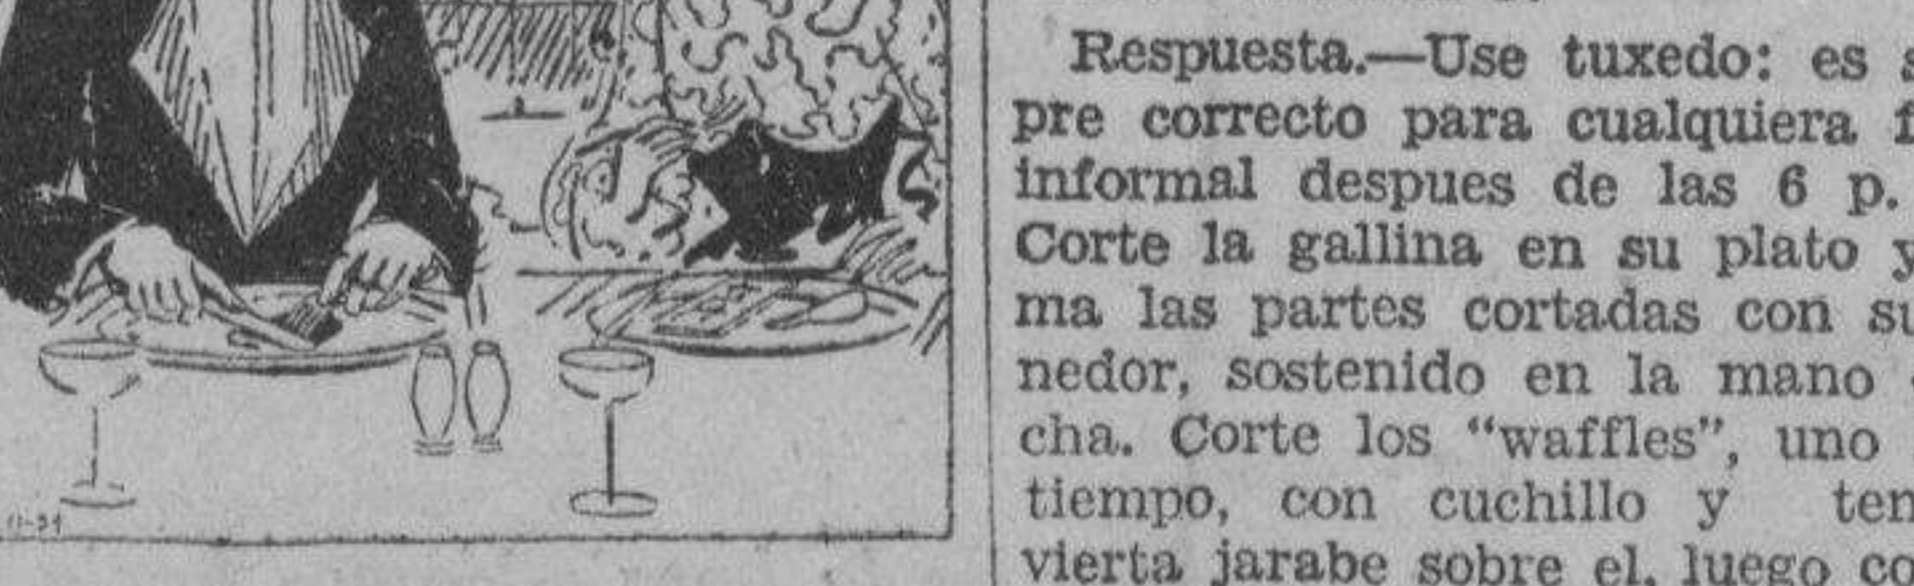 Respuesta.—Use tuxedo: es s
pre correcto para cualquiera f
informal despues de las 6 p.
Corte la gallina en su plato y
ma las partes cortadas con su
nedor, sostenido en la mano
cha. Corte los "waffles", uno
tiempo, con cuchillo y ten
vierta jarabe sobre el, luego co
11-29